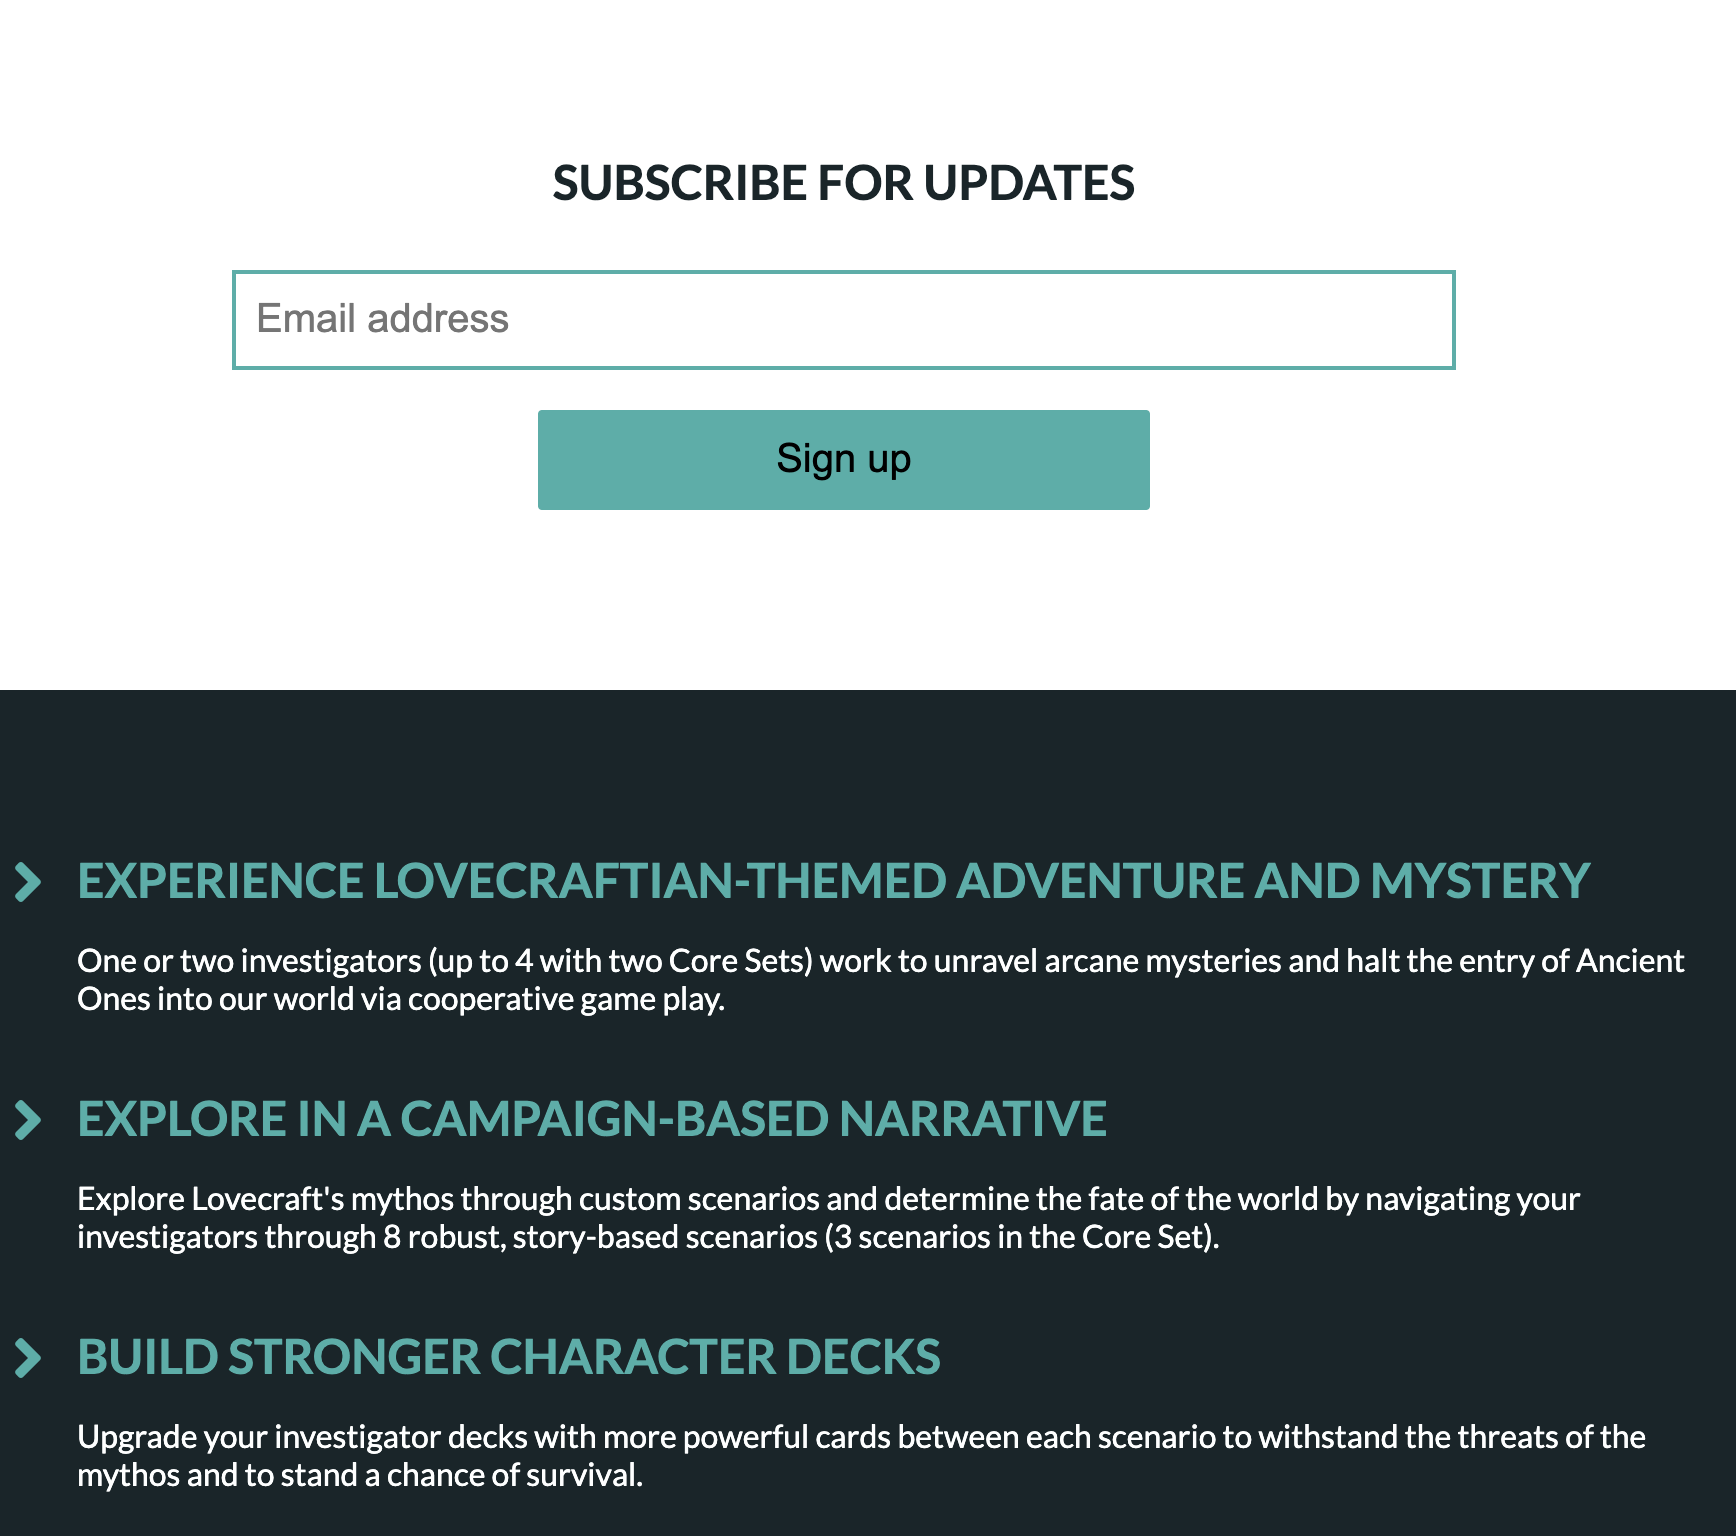 SUBSCRIBE FOR UPDATES
Email address
Sign up
EXPERIENCE LOVECRAFTIAN-THEMED ADVENTURE AND MYSTERY
One or two investigators (up to 4 with two Core Sets) work to unravel arcane mysteries and halt the entry of Ancient
Ones into our world via cooperative game play.
EXPLORE IN A CAMPAIGN-BASED NARRATIVE
Explore Lovecraft's mythos through custom scenarios and determine the fate of the world by navigating your
investigators through 8 robust, story-based scenarios (3 scenarios in the Core Set).
BUILD STRONGER CHARACTER DECKS
Upgrade your investigator decks with more powerful cards between each scenario to withstand the threats of the
mythos and to stand a chance of survival.